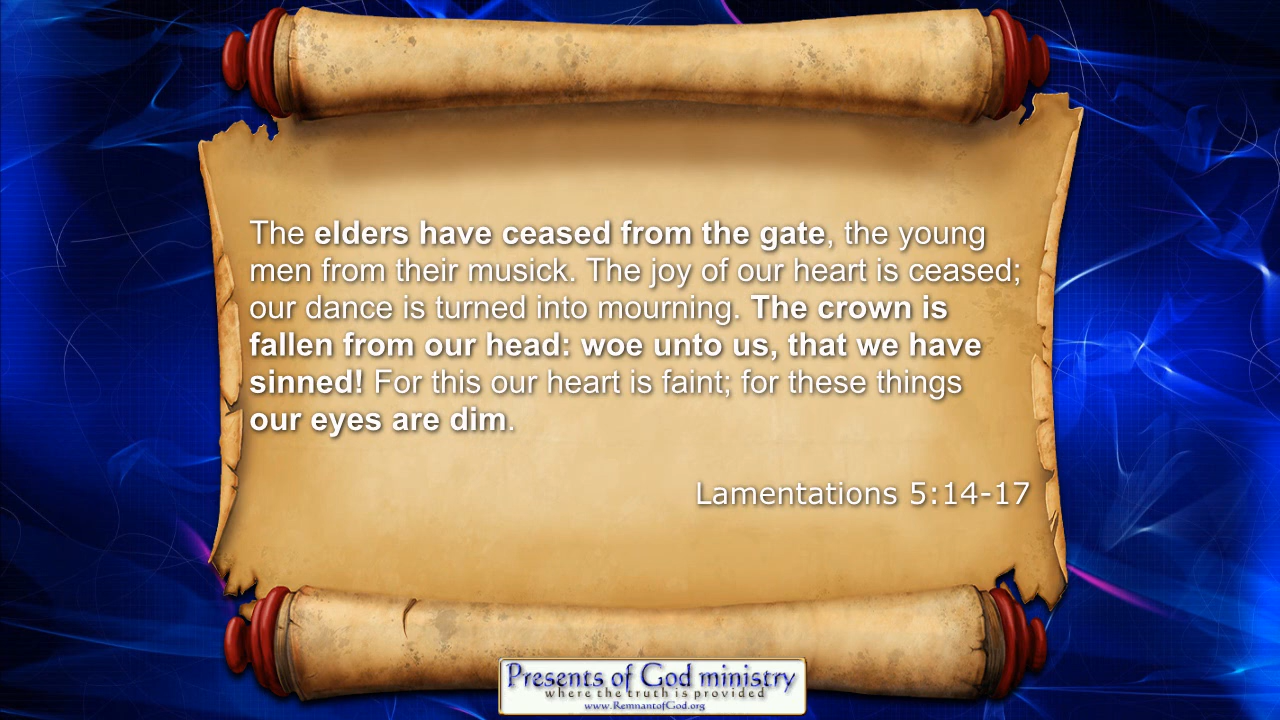 The elders have ceased from the gate, the young
men from their musick. The joy of our heart is ceased;
our dance is turned into mourning. The crown is
fallen from our head: woe unto us, that we have
sinned! For this our heart is faint; for these things
our eyes are dim.
Lamentations 5:14-17
Presents of God ministry
where the truth is provided
www.RemnantofGod.org